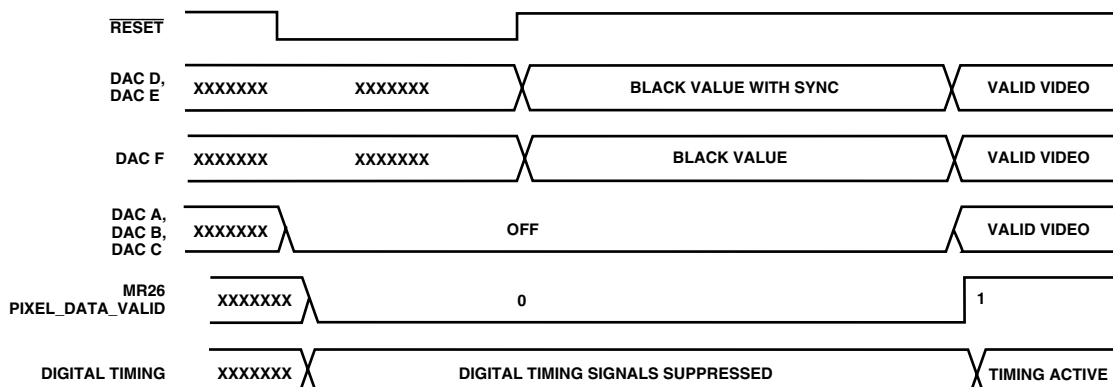 RESET
DAC D,
DAC E
XXXXXXX XXXXXXX BLACK VALUE WITH SYNC VALID VIDEO
DAC F XXXXXXX XXXXXXX BLACK VALUE VALID VIDEO
DAC A,
DAC B,
DAC C
XXXXXXX OFF VALID VIDEO
MR26
PIXEL_DATA_VALID
XXXXXXX 0 1
DIGITAL TIMING XXXXXXX DIGITAL TIMING SIGNALS SUPPRESSED TIMING ACTIVE